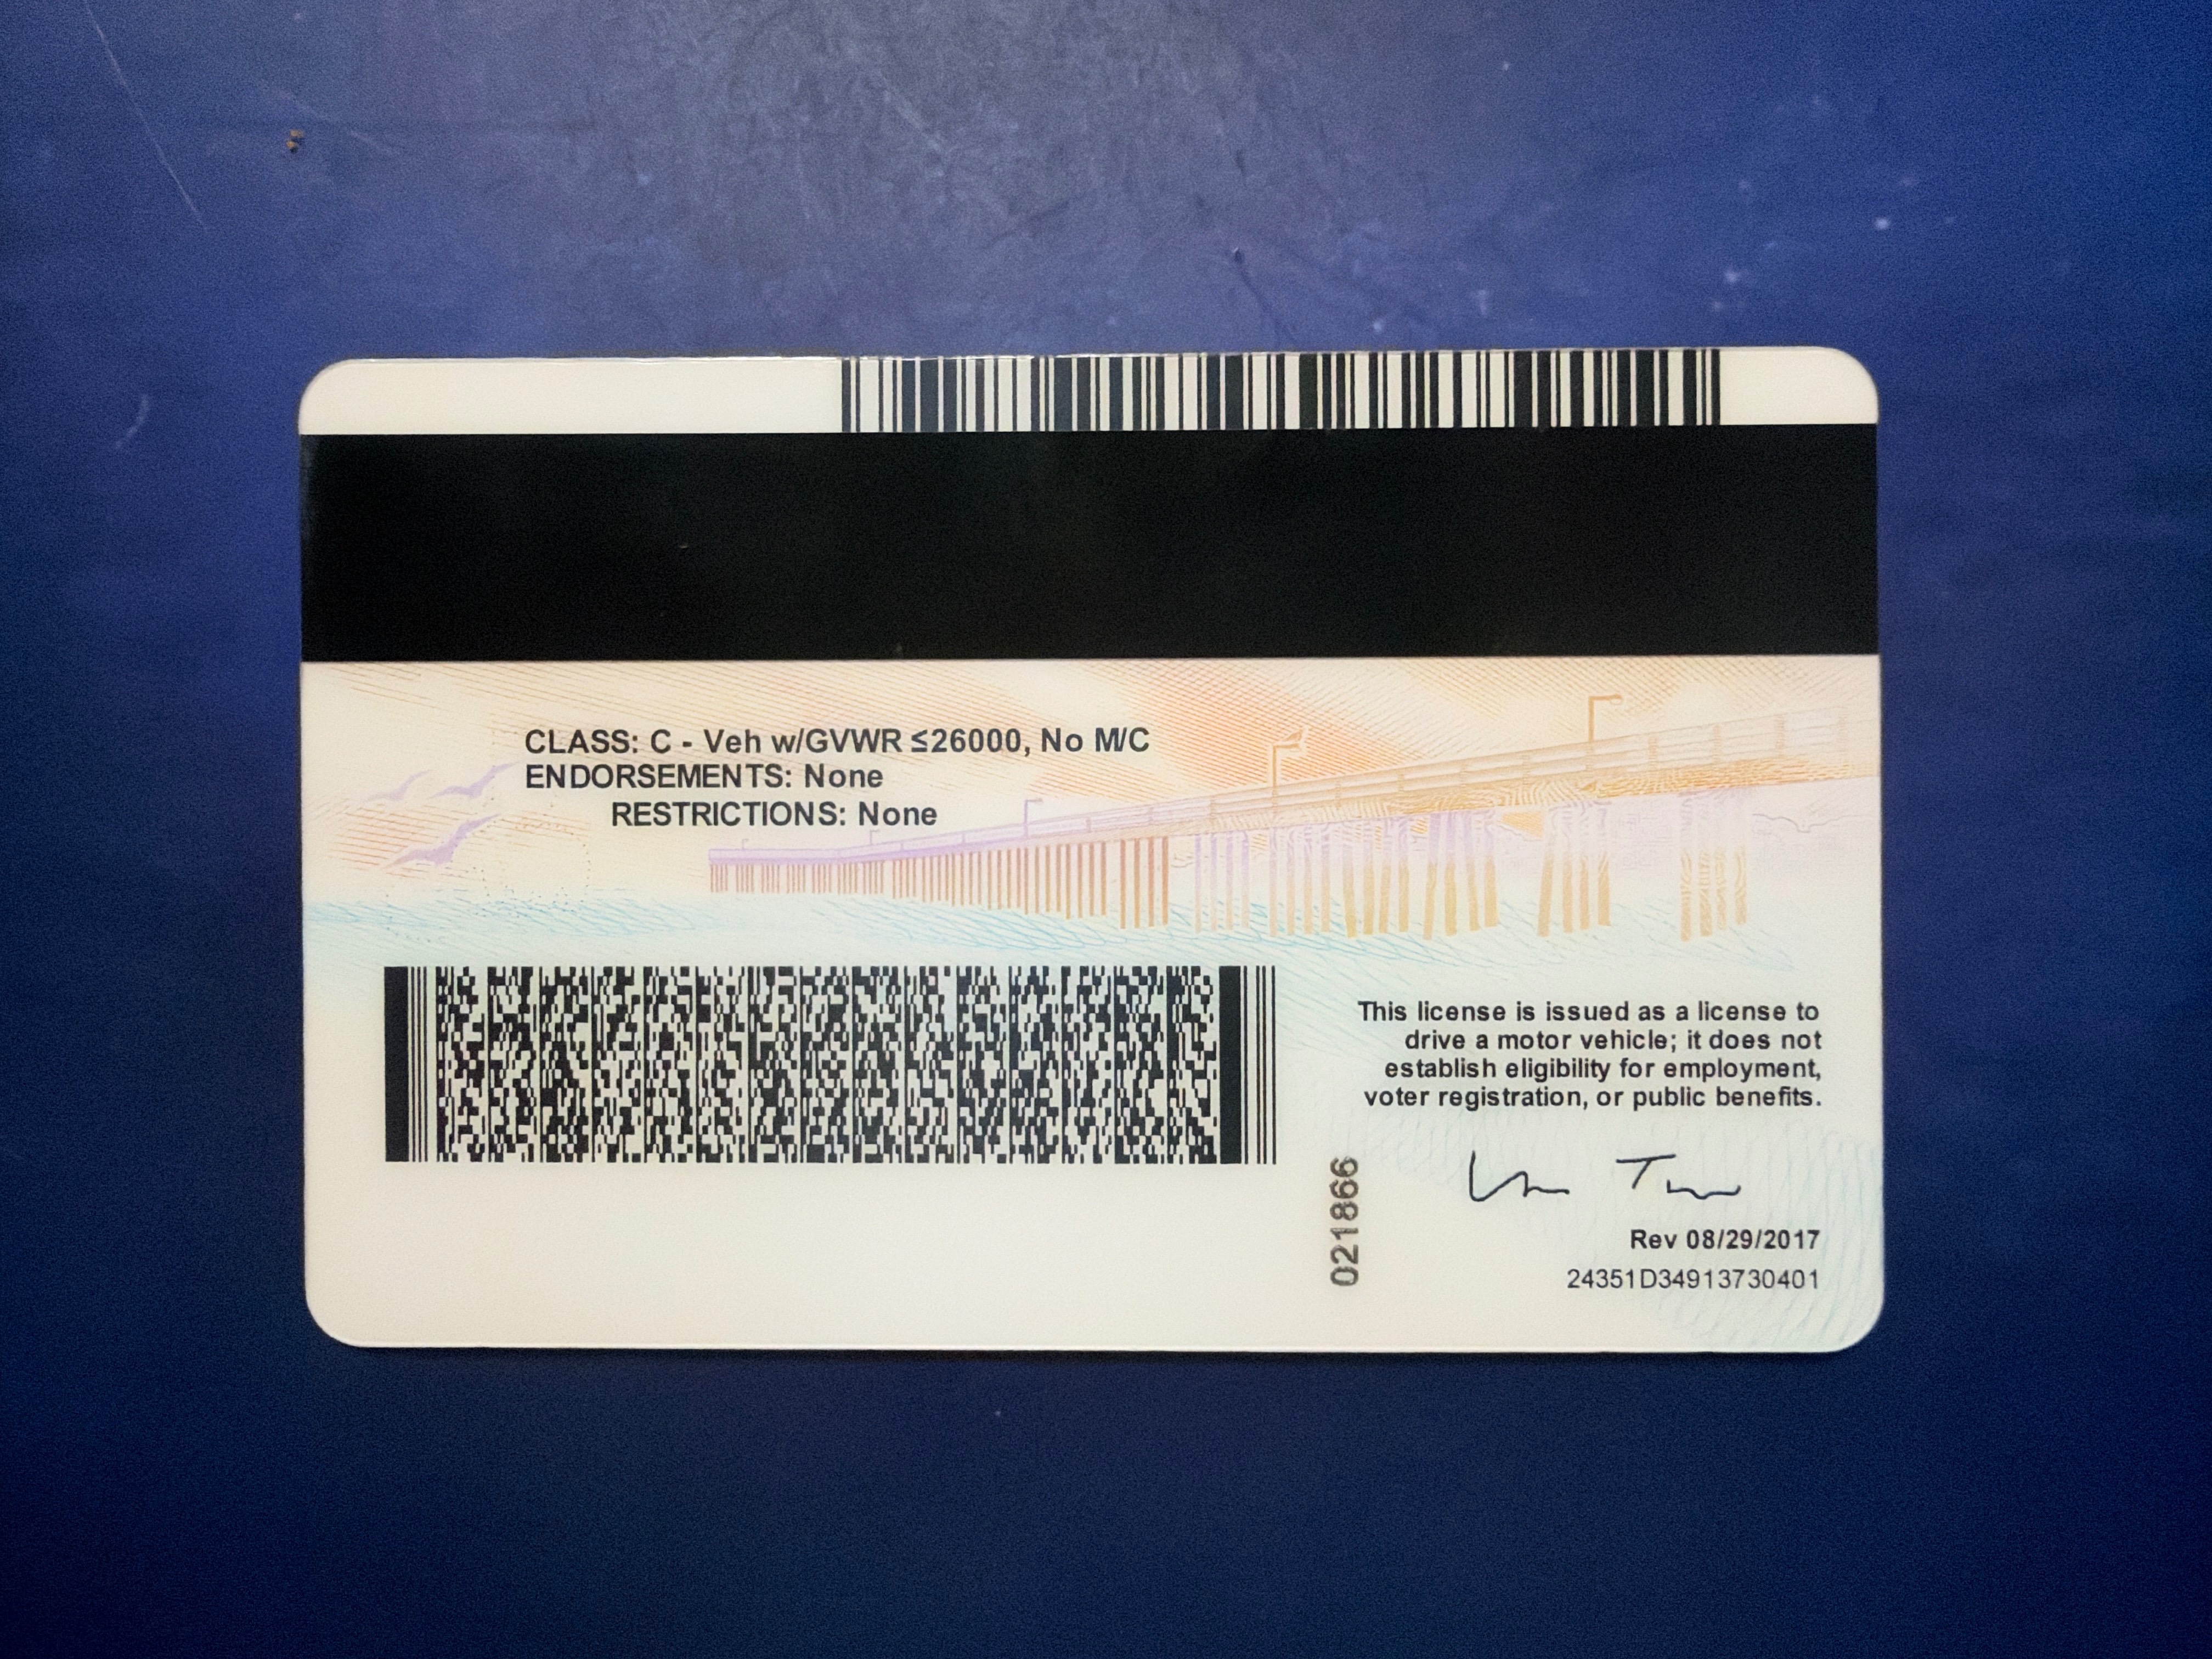 CLASS: C - Veh w/GVWR ≤26000, No M/C
ENDORSEMENTS: None
RESTRICTIONS: None
This license is issued as a license to
drive a motor vehicle; it does not
establish eligibility for employment,
voter registration, or public benefits.
021866
Rev 08/29/2017
24351D34913730401